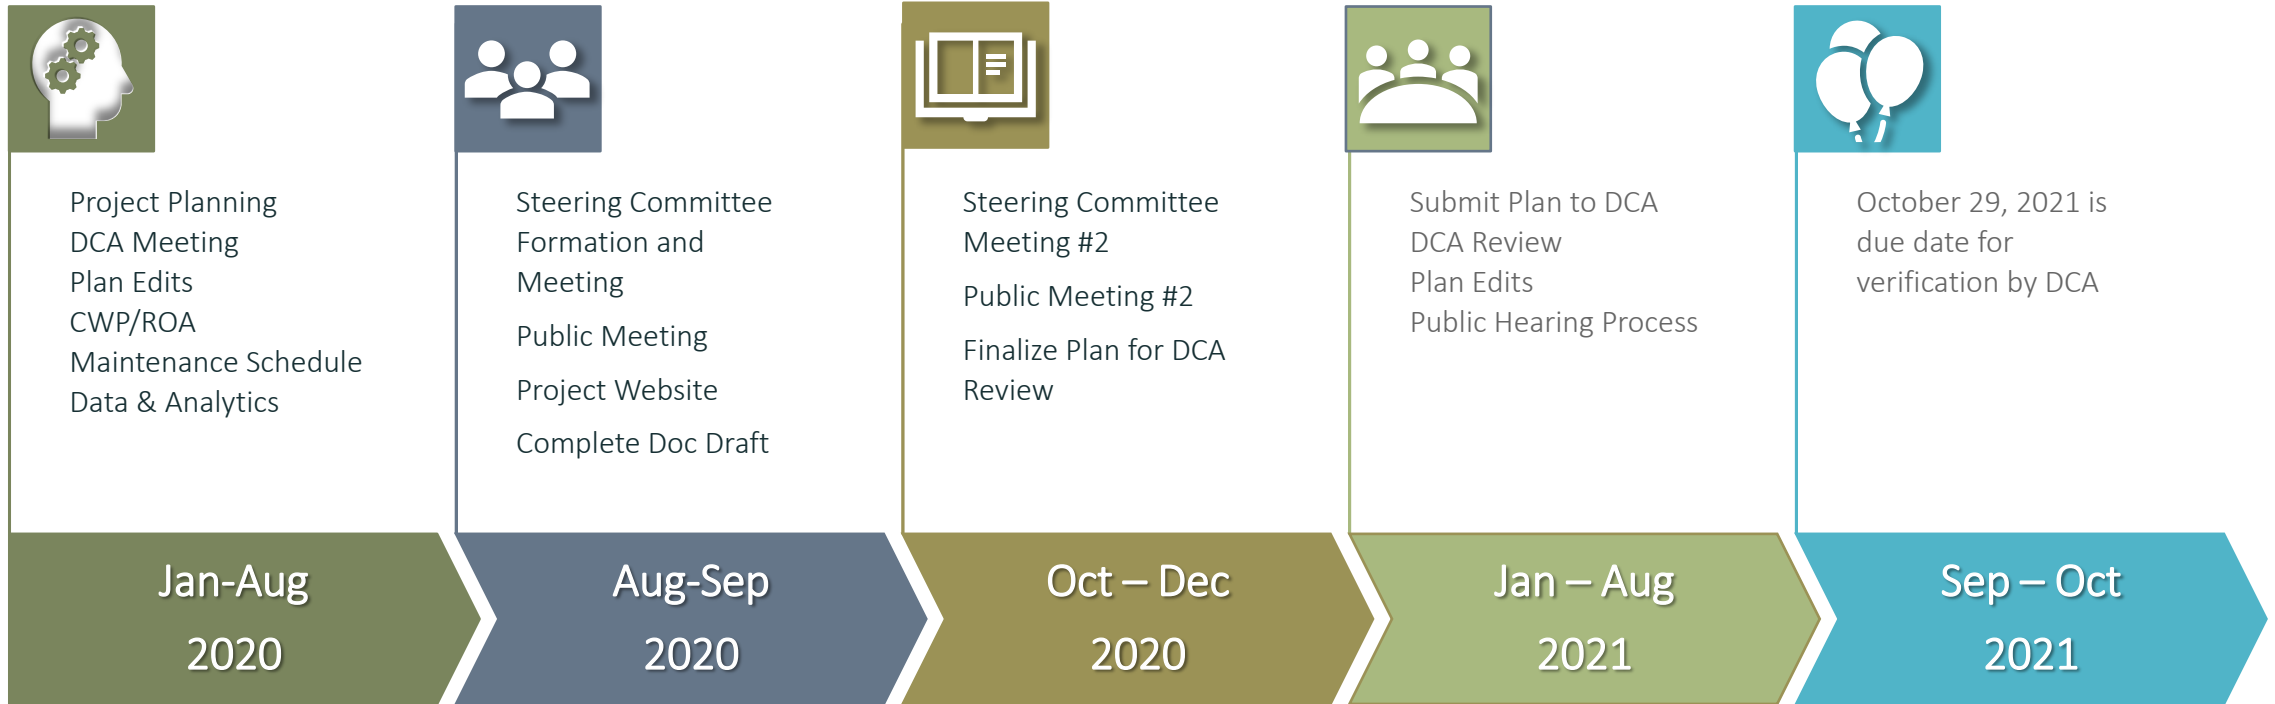 Project Planning
DCA Meeting
Plan Edits
CWP/ROA
Maintenance Schedule
Data & Analytics
Jan-Aug
2020
Steering Committee
Formation and
Meeting
Public Meeting
Project Website
Complete Doc Draft
Aug-Sep
2020
Steering Committee
Meeting #2
Public Meeting #2
Finalize Plan for DCA
Review
Oct – Dec
2020
Submit Plan to DCA
DCA Review
Plan Edits
Public Hearing Process
Jan – Aug
2021
October 29, 2021 is
due date for
verification by DCA
Sep – Oct
2021